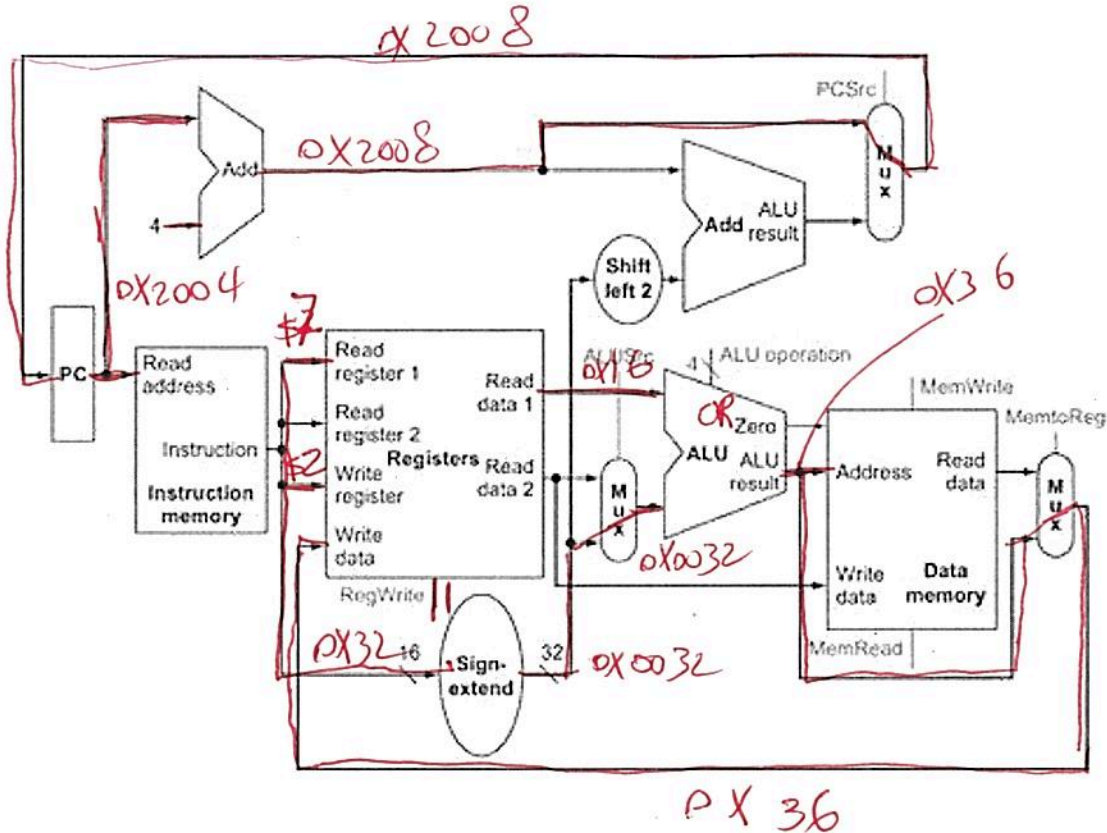 0X2008
PCSrc
M
u
x
Add
0X2008
4
Add
ALU
result
Shift
left 2
0X2004
0X36
$7
PC
Read
address
Instruction
Instruction
memory
Read
register 1
Read
register 2
$2
Write
register
Write
data
Registers
Read
data 1
Read
data 2
RegWrite
ALUSrc
0X16
4
ALU operation
OR
Zero
ALU
ALU
result
M
u
x
0X0032
MemWrite
MemtoReg
Address
Read
data
Write
data
Data
memory
MemRead
M
u
x
0X32
16
Sign-
extend
32
0X0032
0X36